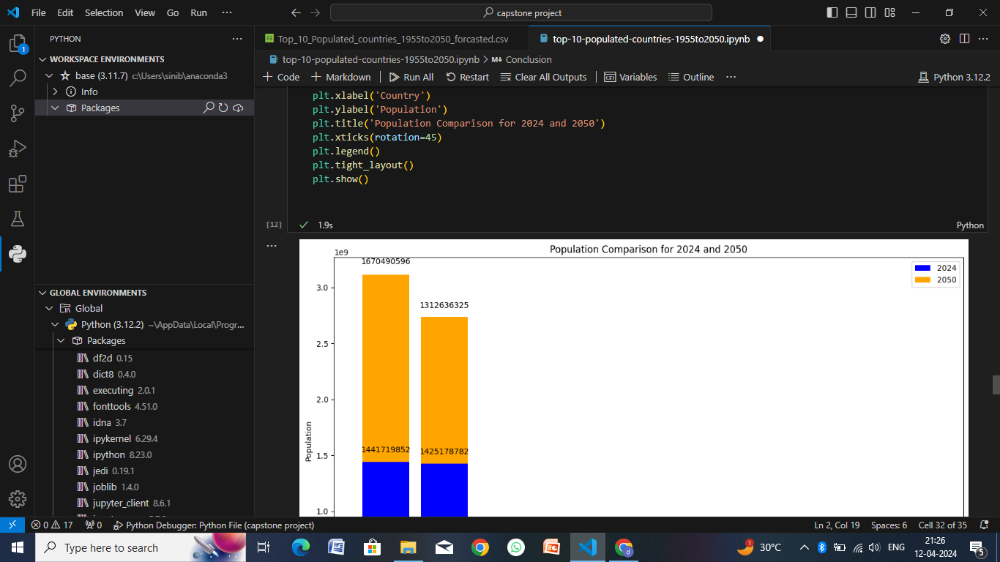 File Edit Selection View Go Run ···
capstone project
PYTHON ···
WORKSPACE ENVIRONMENTS
base (3.11.7) c:\Users\sinib\anaconda3
Info
Packages
GLOBAL ENVIRONMENTS
Global
Python (3.12.2) ~\AppData\Local\Progr...
Packages
df2d 0.15
dict8 0.4.0
executing 2.0.1
fonttools 4.51.0
idna 3.7
ipykernel 6.29.4
ipython 8.23.0
jedi 0.19.1
joblib 1.4.0
jupyter_client 8.6.1
Top_10_Populated_countries_1955to2050_forcasted.csv
top-10-populated-countries-1955to2050.ipynb
top-10-populated-countries-1955to2050.ipynb > M↓ Conclusion
+ Code + Markdown Run All Restart Clear All Outputs Variables Outline ··· Python 3.12.2
plt.xlabel('Country')
plt.ylabel('Population')
plt.title('Population Comparison for 2024 and 2050')
plt.xticks(rotation=45)
plt.legend()
plt.tight_layout()
plt.show()
[12] 1.9s Python
Population Comparison for 2024 and 2050
1e9
1670490596
2024
2050
3.0
1312636325
2.5
2.0
Population
1441719852
1425178782
1.5
1.0
0 17 0 Python Debugger: Python File (capstone project) Ln 2, Col 19 Spaces: 6 Cell 32 of 35
Type here to search
1 30°C ENG
21:26
12-04-2024
5